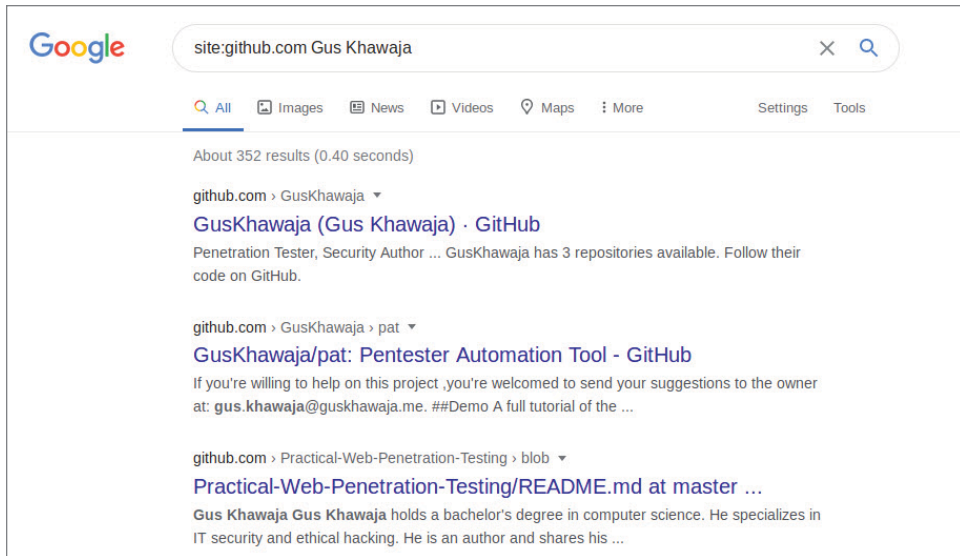 Google
site:github.com Gus Khawaja
All Images News Videos Maps More Settings Tools
About 352 results (0.40 seconds)
github.com › GusKhawaja
GusKhawaja (Gus Khawaja) · GitHub
Penetration Tester, Security Author ... GusKhawaja has 3 repositories available. Follow their
code on GitHub.
github.com › GusKhawaja › pat
GusKhawaja/pat: Pentester Automation Tool - GitHub
If you're willing to help on this project ,you're welcomed to send your suggestions to the owner
at: gus.khawaja@guskhawaja.me. ##Demo A full tutorial of the ...
github.com › Practical-Web-Penetration-Testing › blob
Practical-Web-Penetration-Testing/README.md at master ...
Gus Khawaja Gus Khawaja holds a bachelor's degree in computer science. He specializes in
IT security and ethical hacking. He is an author and shares his ...